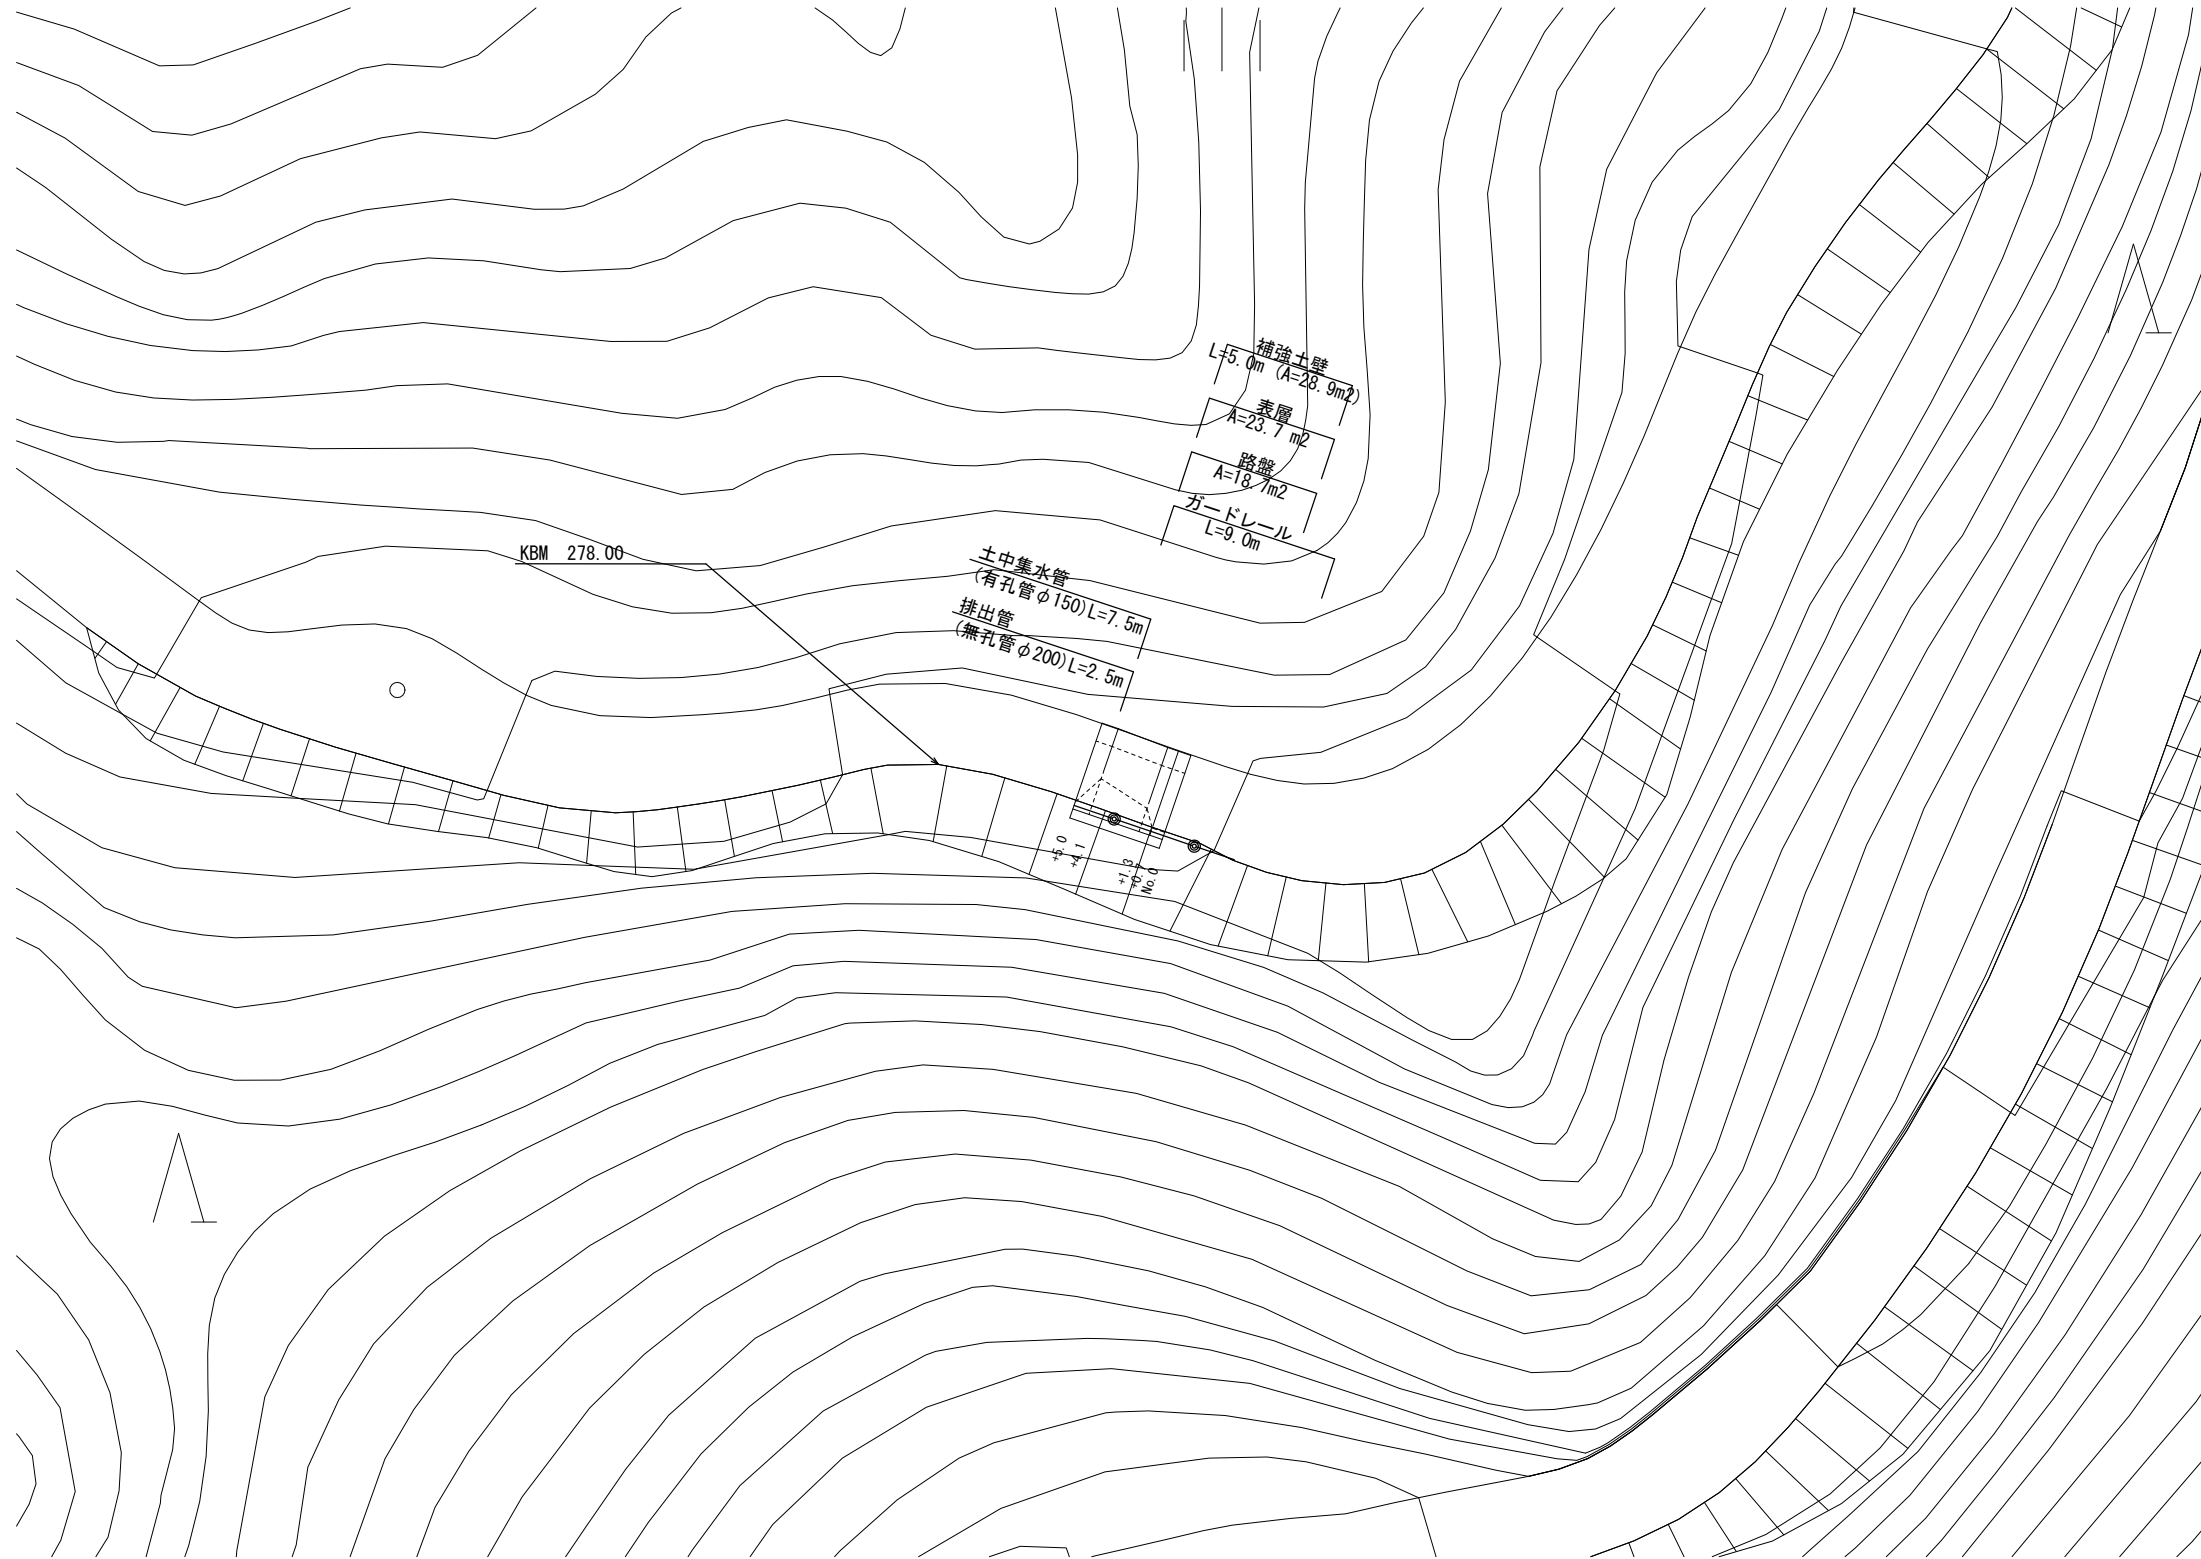 補強土壁
L=5.0m (A=28.9m2)
表層
A=23.7 m2
路盤
A=18.7m2
ガードレール
L=9.0m
KBM 278.00
土中集水管
(有孔管φ150)L=7.5m
排出管
(無孔管φ200)L=2.5m
+5.0
+4.1
+1.3
No.0